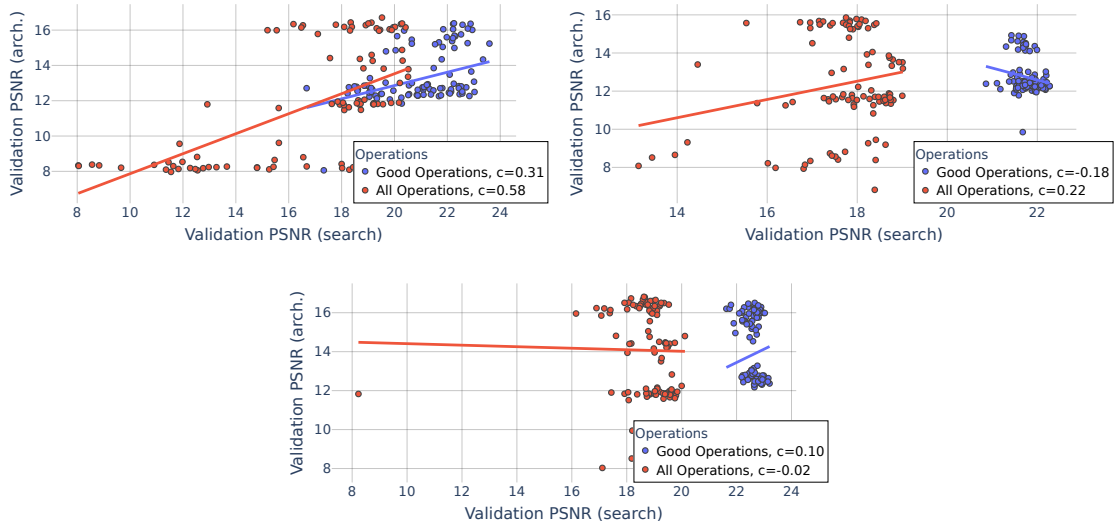 Validation PSNR (arch.)
16
14
12
10
8
8
10
12
14
16
18
20
22
24
Validation PSNR (search)
Operations
Good Operations, c=0.31
All Operations, c=0.58
Validation PSNR (arch.)
16
14
12
10
8
14
16
18
20
22
Validation PSNR (search)
Operations
Good Operations, c=-0.18
All Operations, c=0.22
Validation PSNR (arch.)
16
14
12
10
8
8
10
12
14
16
18
20
22
24
Validation PSNR (search)
Operations
Good Operations, c=0.10
All Operations, c=-0.02